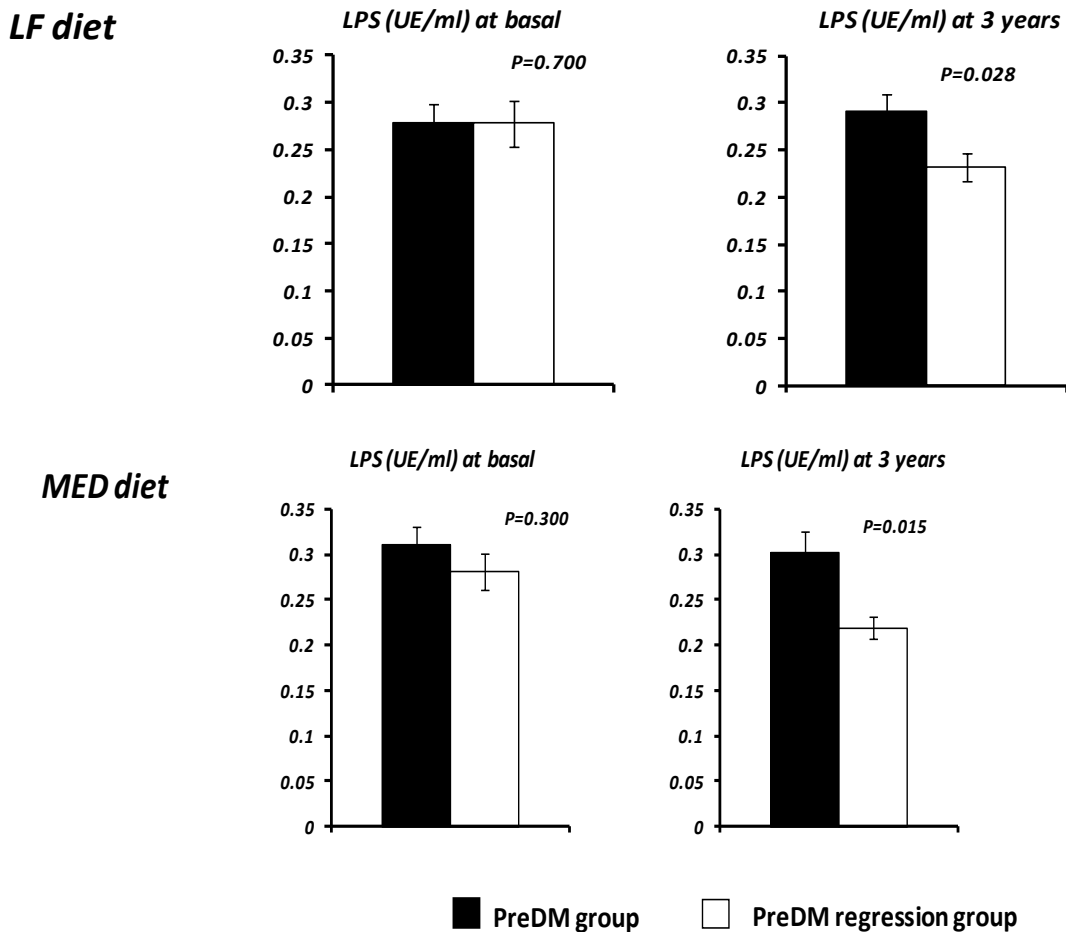 LF diet
LPS (UE/ml) at basal
P=0.700
0.35
0.3
0.25
0.2
0.15
0.1
0.05
0
LPS (UE/ml) at 3 years
P=0.028
0.35
0.3
0.25
0.2
0.15
0.1
0.05
0
MED diet
LPS (UE/ml) at basal
P=0.300
0.35
0.3
0.25
0.2
0.15
0.1
0.05
0
LPS (UE/ml) at 3 years
P=0.015
0.35
0.3
0.25
0.2
0.15
0.1
0.05
0
PreDM group
PreDM regression group